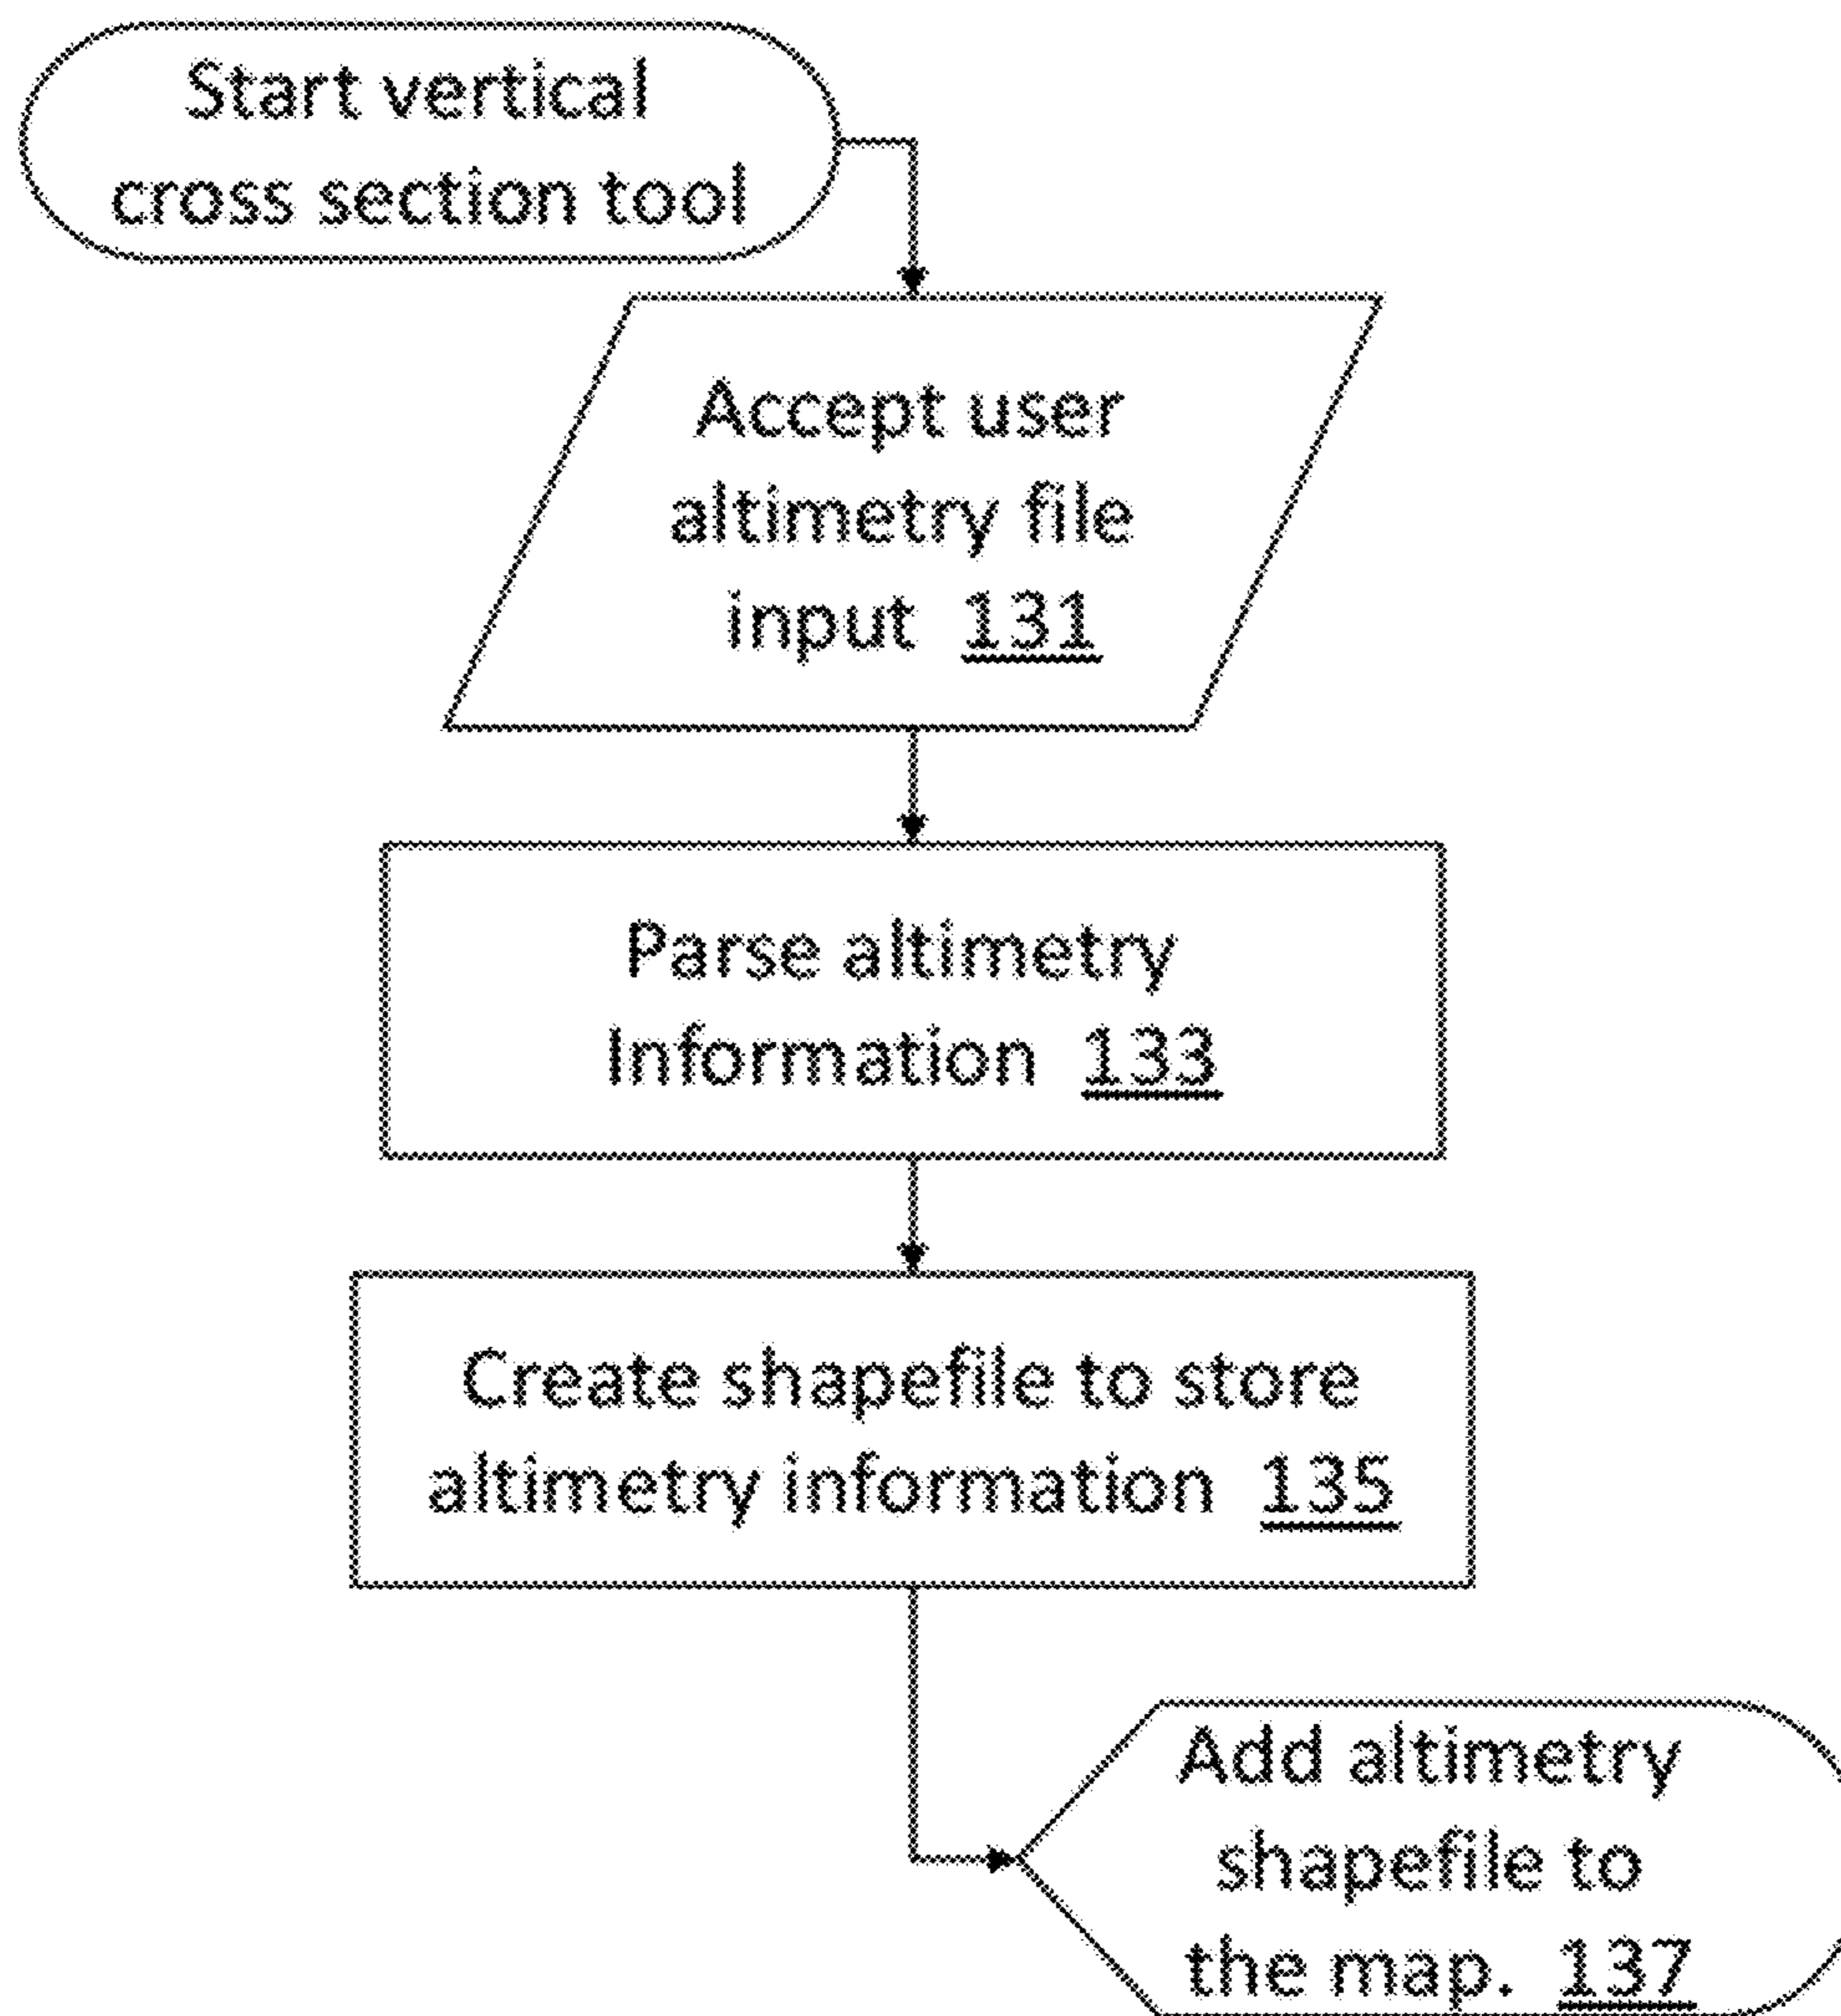 Start vertical
cross section tool
Accept user
altimetry file
input 131
Parse altimetry
Information 133
Create shapefile to store
altimetry information 135
Add altimetry
shapefile to
the map. 137